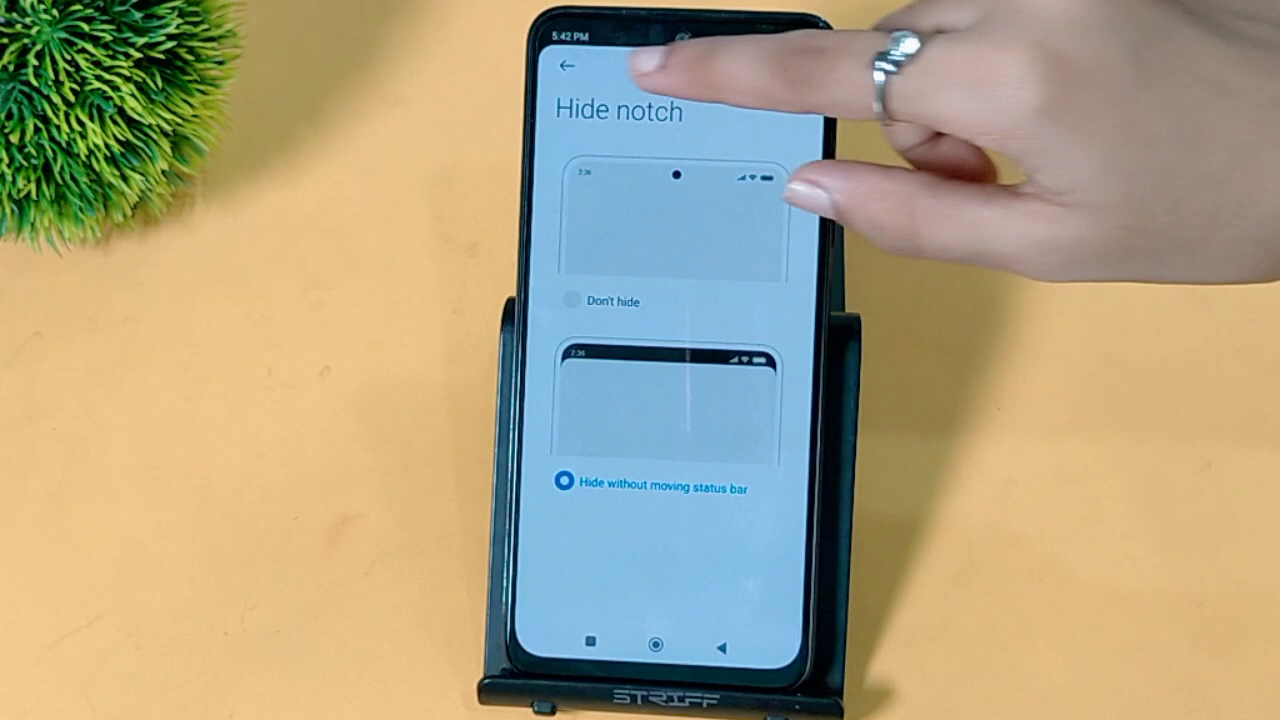 5:42 PM
Hide notch
2:36
Don't hide
2:36
Hide without moving status bar
STRIFF